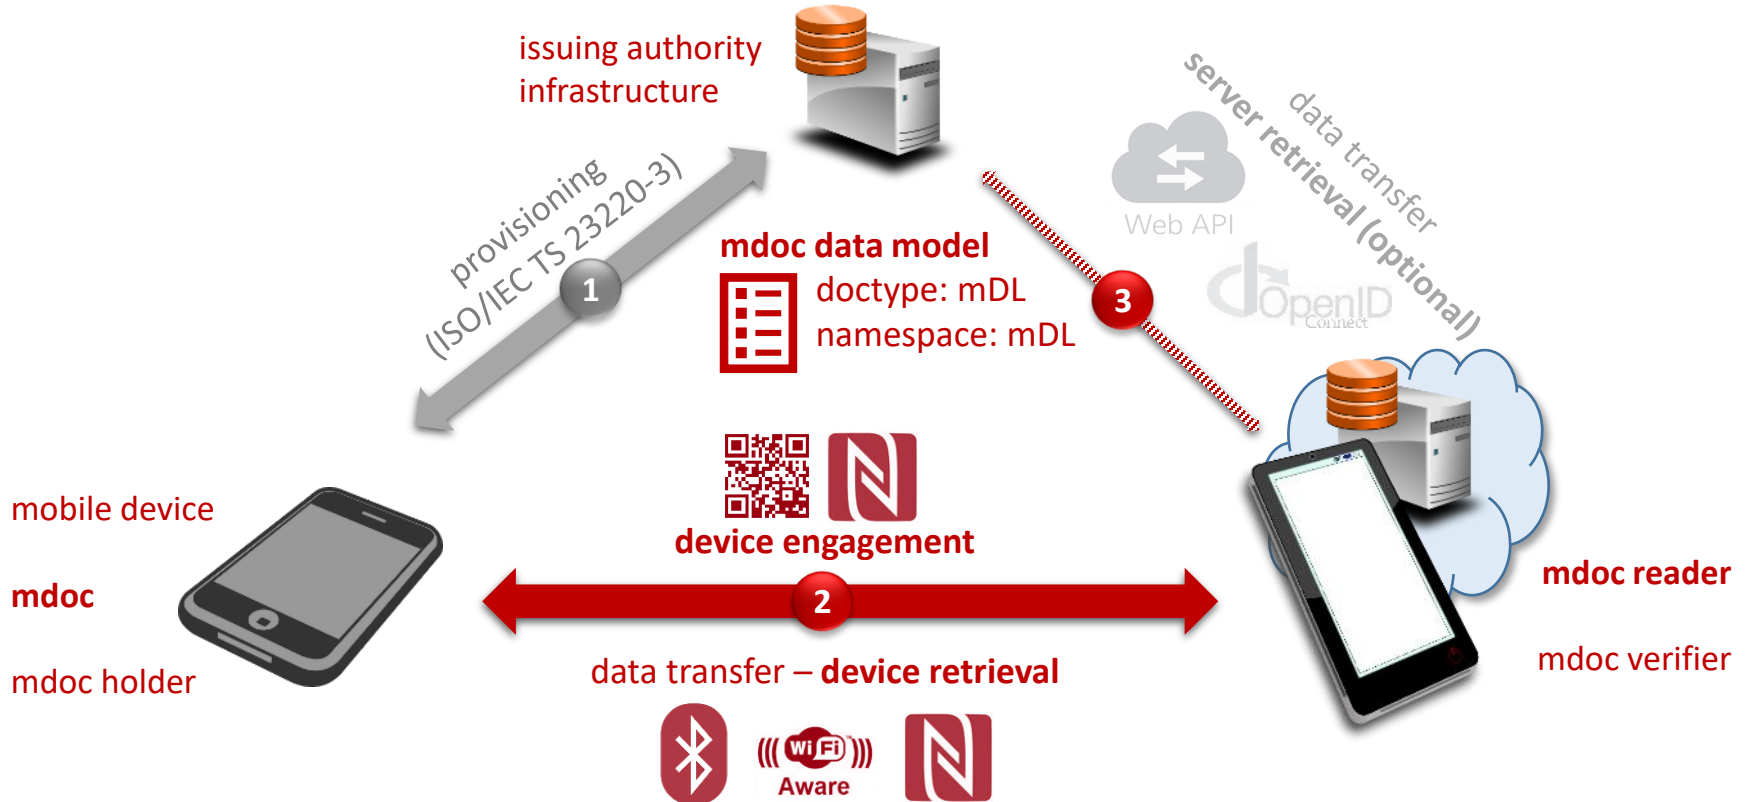 issuing authority
infrastructure
data transfer
server retrieval (optional)
Web API
OpenID
Connect
provisioning
(ISO/IEC TS 23220-3)
1
mdoc data model
doctype: mDL
namespace: mDL
3
mobile device
mdoc
mdoc holder
device engagement
2
data transfer – device retrieval
WiFi
Aware
mdoc reader
mdoc verifier